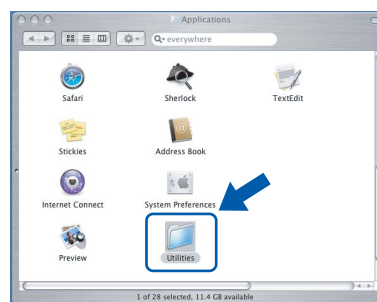 Applications
everywhere
Safari
Sherlock
TextEdit
Stickies
Address Book
Internet Connect
System Preferences
Preview
Utilities
1 of 28 selected, 11.4 GB available